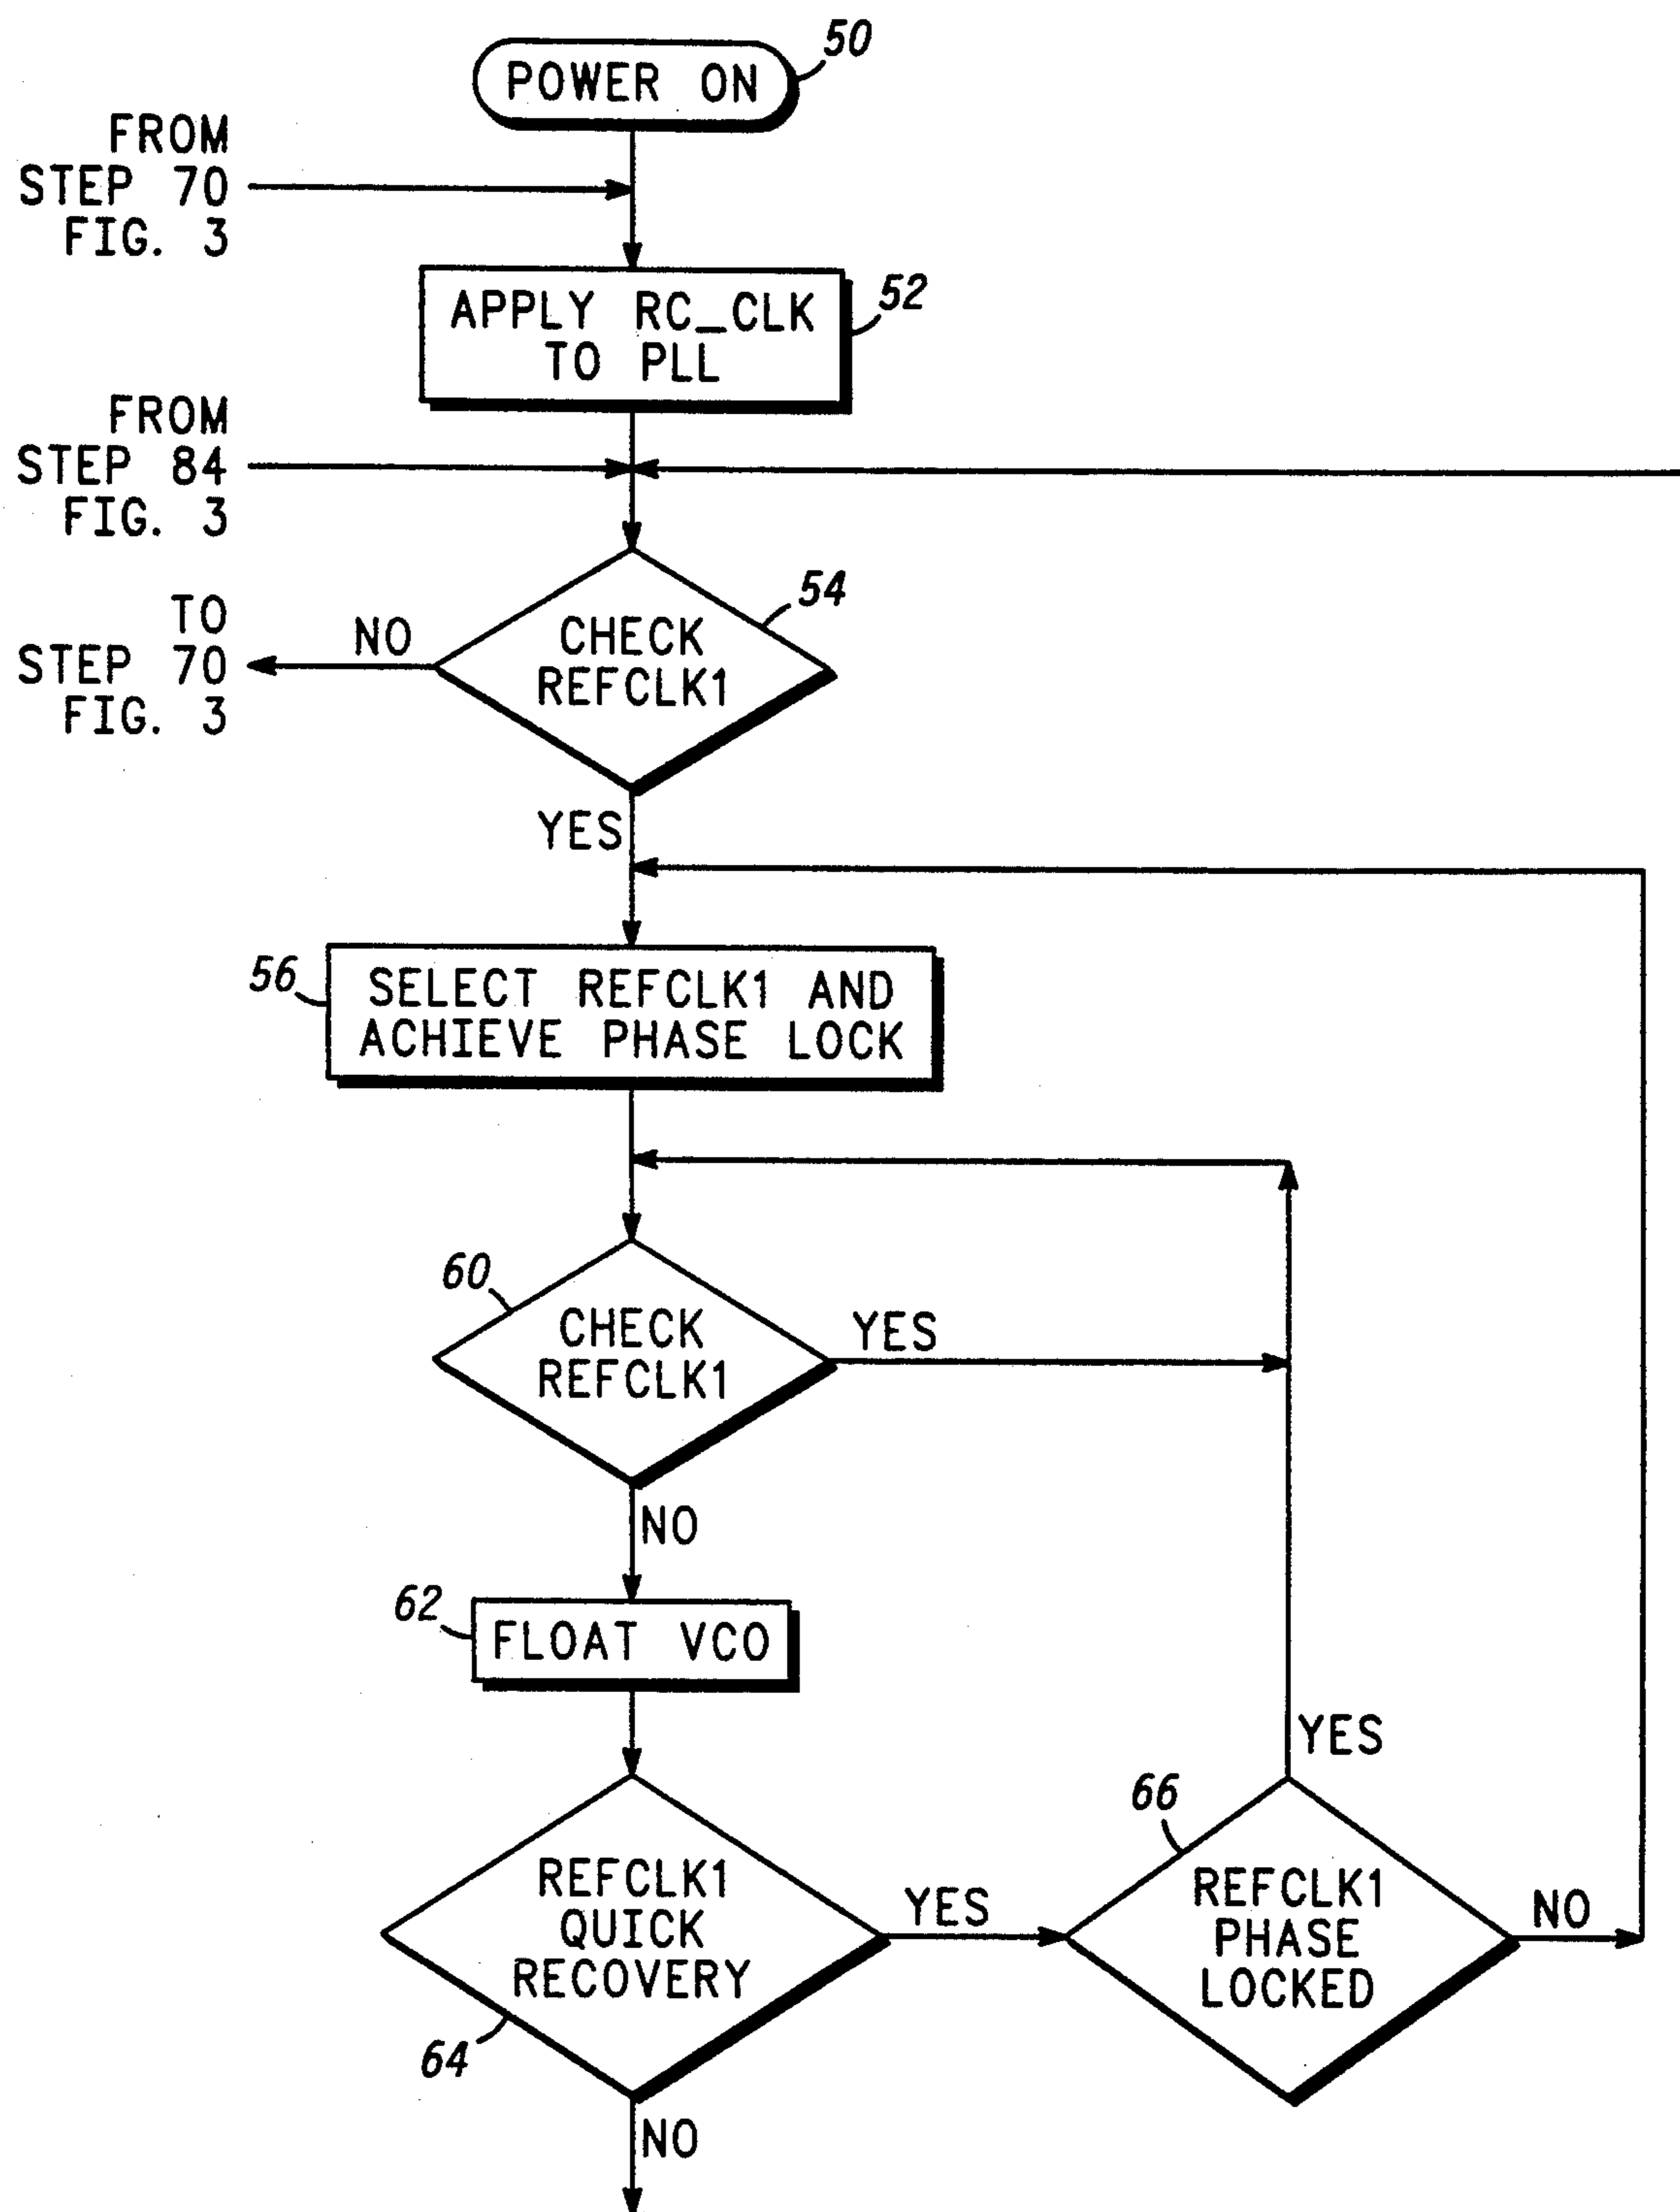 50
POWER ON
FROM
STEP 70
FIG. 3
52
APPLY RC_CLK
TO PLL
FROM
STEP 84
FIG. 3
54
CHECK
REFCLK1
NO
TO
STEP 70
FIG. 3
YES
56
SELECT REFCLK1 AND
ACHIEVE PHASE LOCK
60
CHECK
REFCLK1
YES
NO
62
FLOAT VCO
YES
66
REFCLK1
QUICK
RECOVERY
YES
REFCLK1
PHASE
LOCKED
NO
64
NO